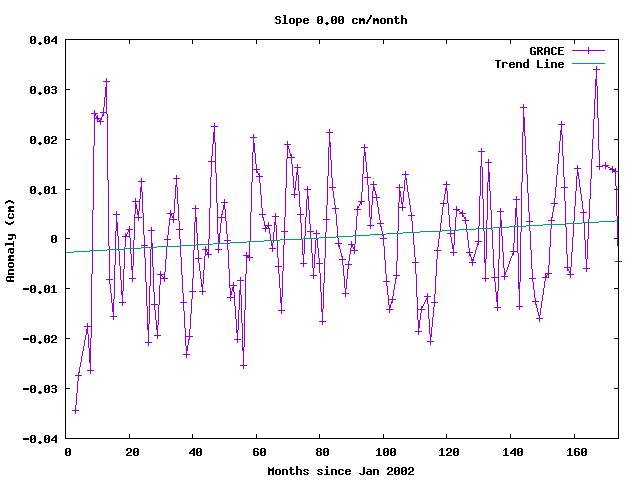 Slope 0.00 cm/month
GRACE
Trend Line
0.04
0.03
0.02
0.01
0
-0.01
-0.02
-0.03
-0.04
Anomaly (cm)
0 20 40 60 80 100 120 140 160
Months since Jan 2002